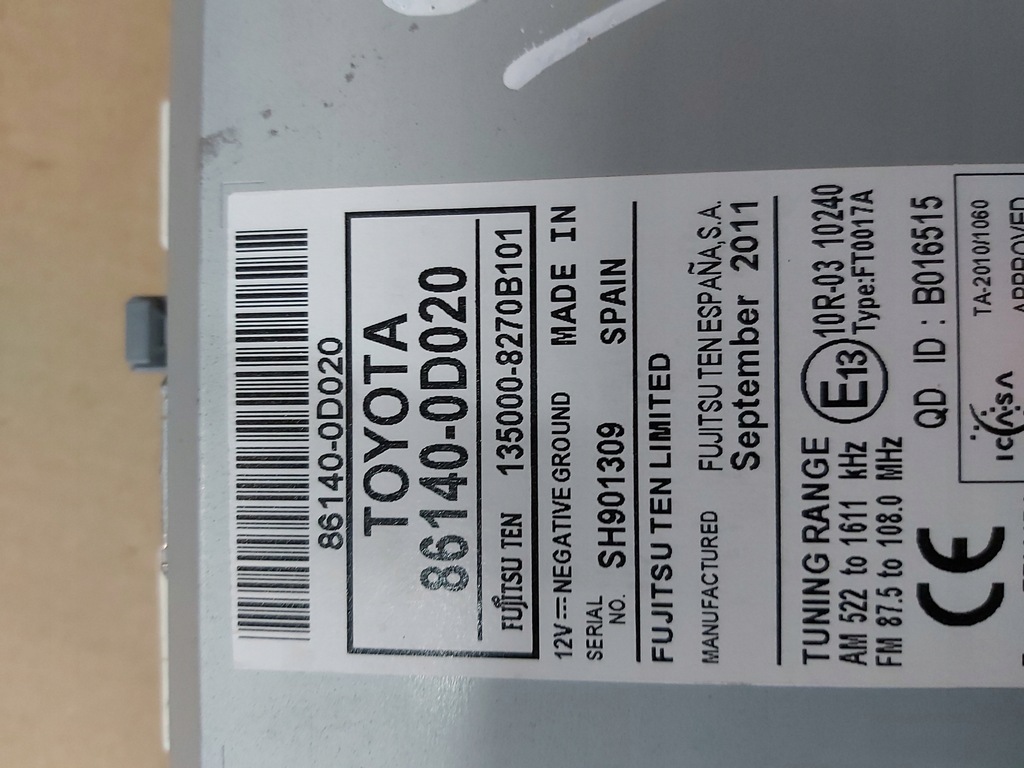 86140-0D020
TOYOTA
86140-0D020
FUJITSU TEN 135000-8270B101
12V⎓NEGATIVE GROUND MADE IN
SERIAL NO. SH901309 SPAIN
FUJITSU TEN LIMITED
MANUFACTURED FUJITSU TEN ESPAÑA,S.A.
September 2011
TUNING RANGE E13 10R-03 10240
AM 522 to 1611 kHz Type:FT0017A
FM 87.5 to 108.0 MHz
CE QD ID : B016515
ICASA TA-2010/1060
APPROVED